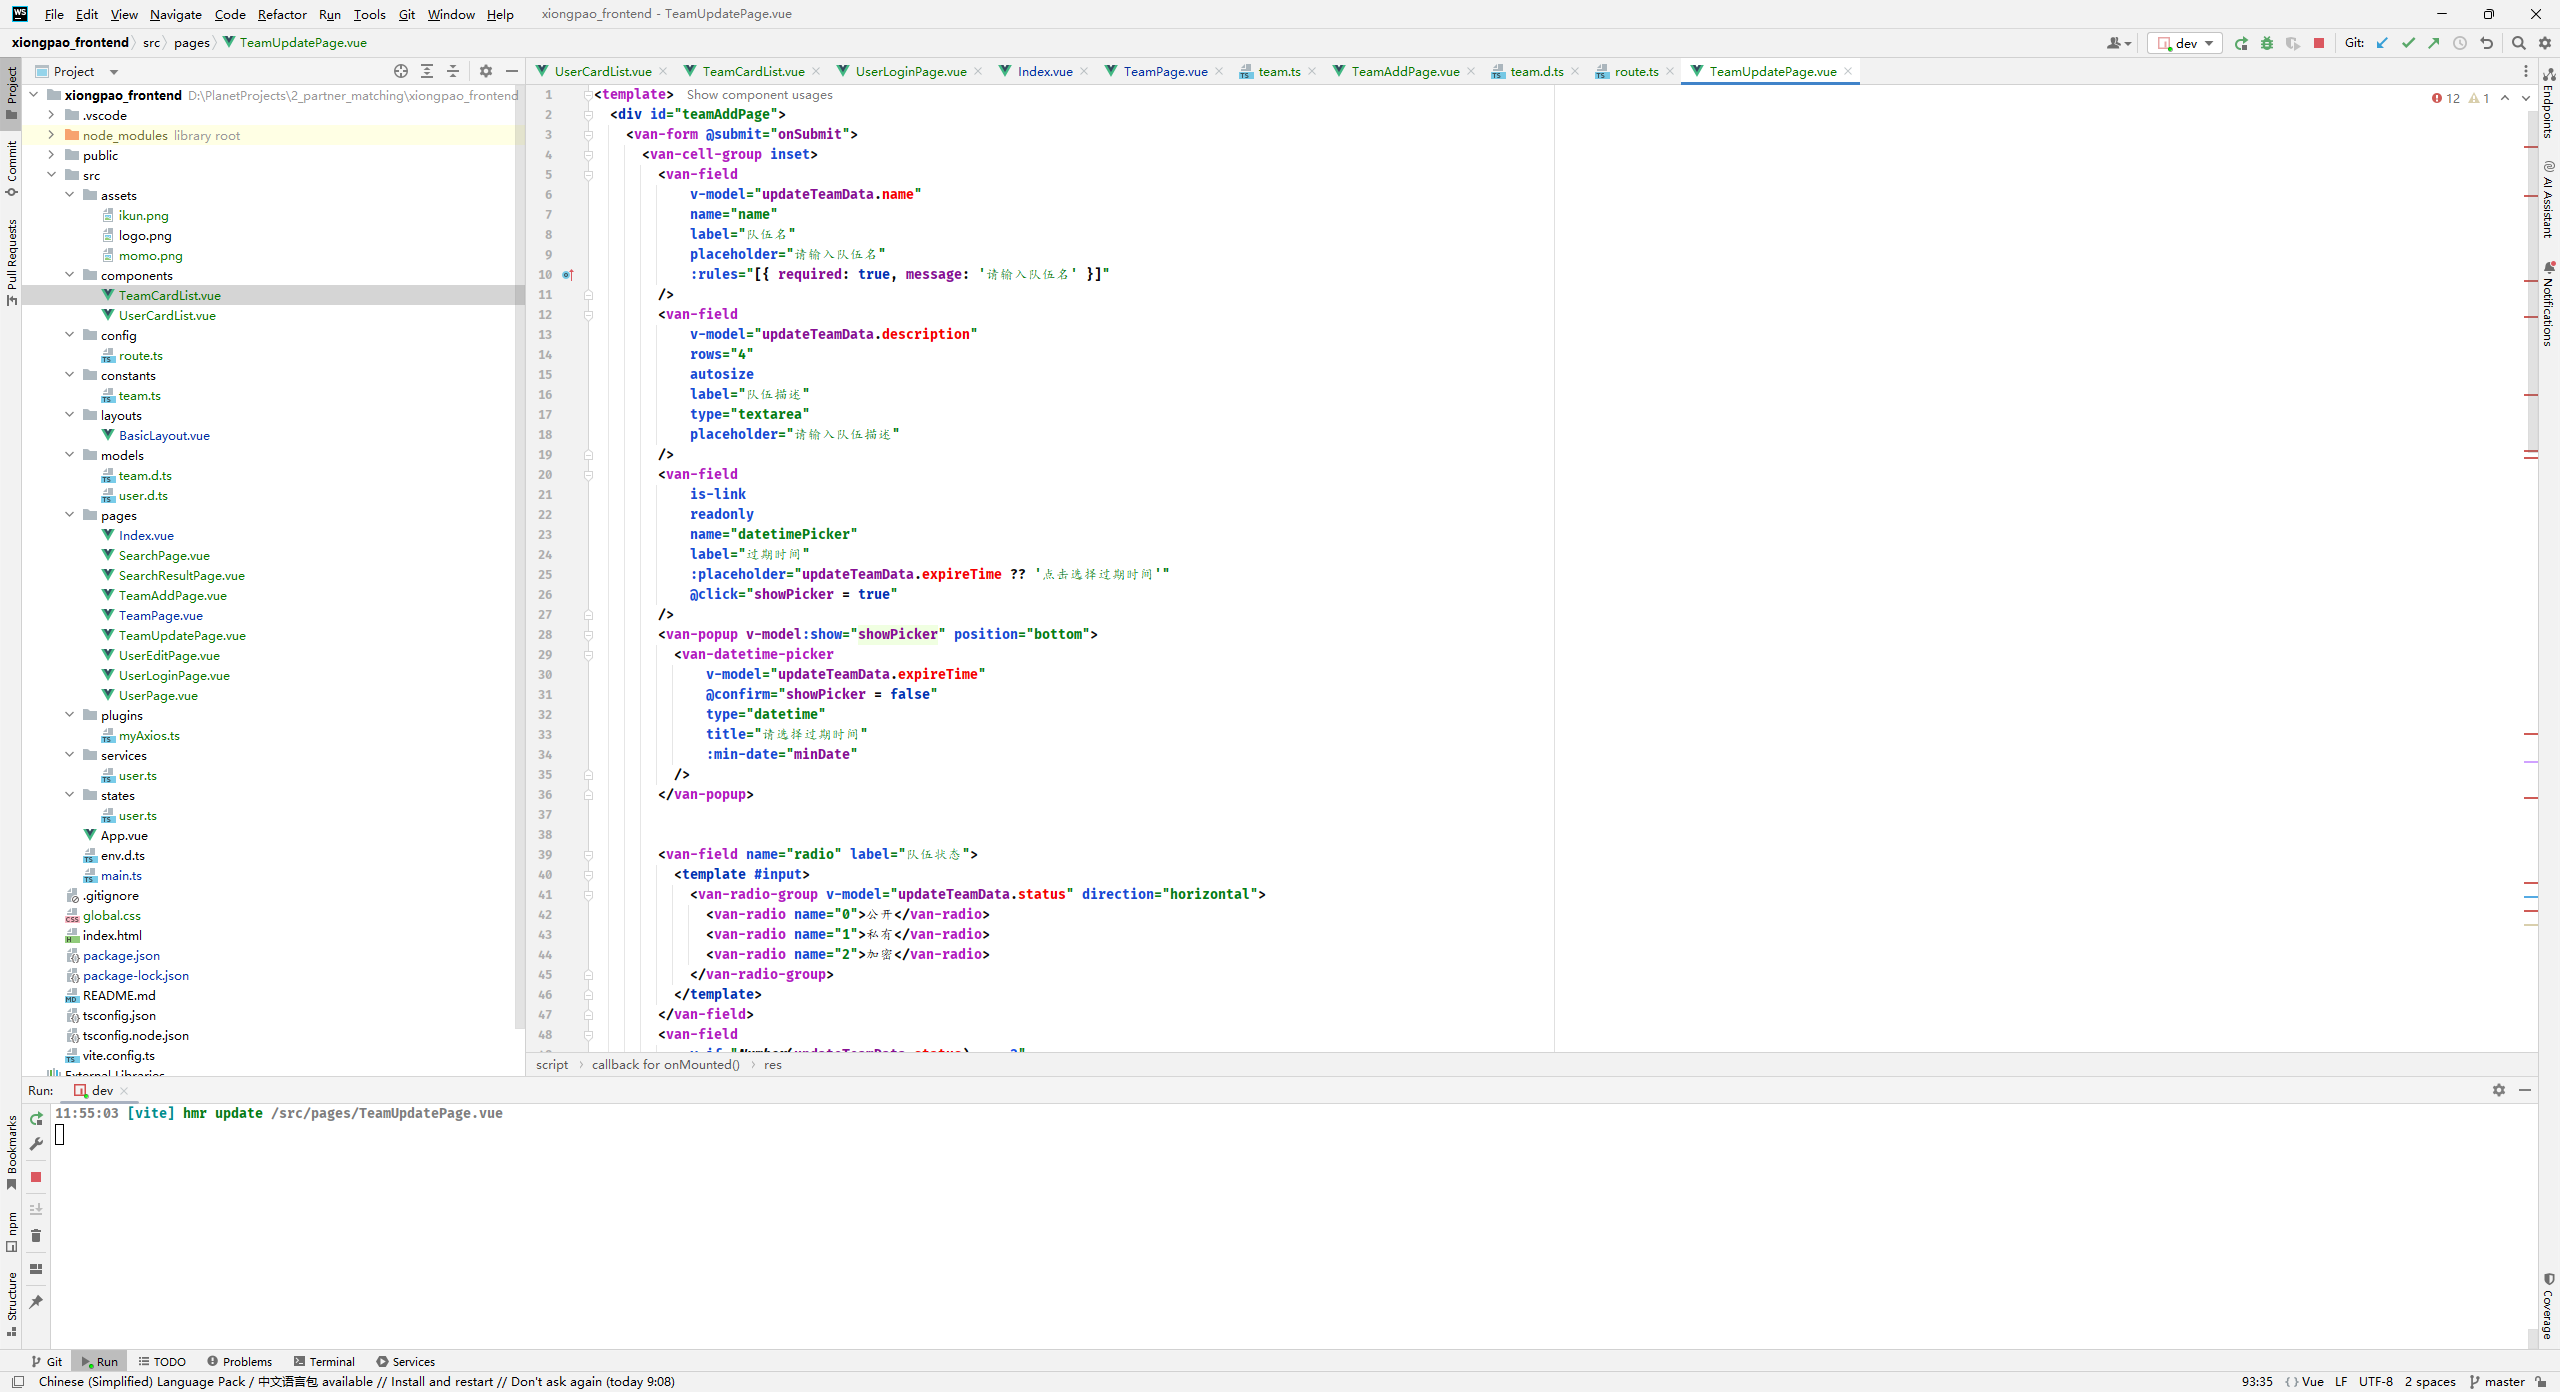 File Edit View Navigate Code Refactor Run Tools Git Window Help xiongpao_frontend - TeamUpdatePage.vue
xiongpao_frontend src pages TeamUpdatePage.vue
dev Git:
Project
UserCardList.vue TeamCardList.vue UserLoginPage.vue Index.vue TeamPage.vue team.ts TeamAddPage.vue team.d.ts route.ts TeamUpdatePage.vue
Project
Commit
Pull Requests
Bookmarks
npm
Structure
xiongpao_frontend D:\PlanetProjects\2_partner_matching\xiongpao_frontend
.vscode
node_modules library root
public
src
assets
ikun.png
logo.png
momo.png
components
TeamCardList.vue
UserCardList.vue
config
route.ts
constants
team.ts
layouts
BasicLayout.vue
models
team.d.ts
user.d.ts
pages
Index.vue
SearchPage.vue
SearchResultPage.vue
TeamAddPage.vue
TeamPage.vue
TeamUpdatePage.vue
UserEditPage.vue
UserLoginPage.vue
UserPage.vue
plugins
myAxios.ts
services
user.ts
states
user.ts
App.vue
env.d.ts
main.ts
.gitignore
global.css
index.html
package.json
package-lock.json
README.md
tsconfig.json
tsconfig.node.json
vite.config.ts
External Libraries
12 1
1 <template> Show component usages
2 <div id="teamAddPage">
3 <van-form @submit="onSubmit">
4 <van-cell-group inset>
5 <van-field
6 v-model="updateTeamData.name"
7 name="name"
8 label="队伍名"
9 placeholder="请输入队伍名"
10 :rules="[{ required: true, message: '请输入队伍名' }]"
11 />
12 <van-field
13 v-model="updateTeamData.description"
14 rows="4"
15 autosize
16 label="队伍描述"
17 type="textarea"
18 placeholder="请输入队伍描述"
19 />
20 <van-field
21 is-link
22 readonly
23 name="datetimePicker"
24 label="过期时间"
25 :placeholder="updateTeamData.expireTime ?? '点击选择过期时间'"
26 @click="showPicker = true"
27 />
28 <van-popup v-model:show="showPicker" position="bottom">
29 <van-datetime-picker
30 v-model="updateTeamData.expireTime"
31 @confirm="showPicker = false"
32 type="datetime"
33 title="请选择过期时间"
34 :min-date="minDate"
35 />
36 </van-popup>
37
38
39 <van-field name="radio" label="队伍状态">
40 <template #input>
41 <van-radio-group v-model="updateTeamData.status" direction="horizontal">
42 <van-radio name="0">公开</van-radio>
43 <van-radio name="1">私有</van-radio>
44 <van-radio name="2">加密</van-radio>
45 </van-radio-group>
46 </template>
47 </van-field>
48 <van-field
script callback for onMounted() res
Endpoints
AI Assistant
Notifications
Coverage
Run: dev
11:55:03 [vite] hmr update /src/pages/TeamUpdatePage.vue
Git Run TODO Problems Terminal Services
Chinese (Simplified) Language Pack / 中文语言包 available // Install and restart // Don't ask again (today 9:08) 93:35 Vue LF UTF-8 2 spaces master